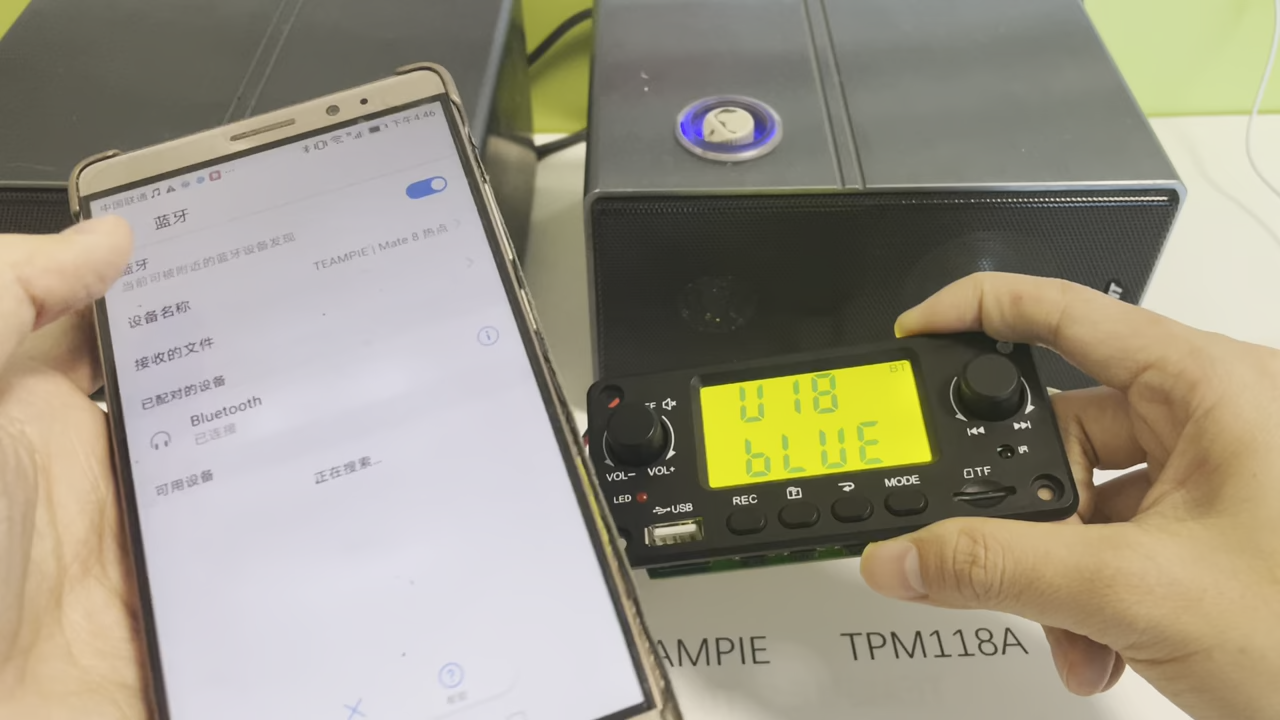 中国联通
下午4:46
蓝牙
蓝牙
当前可被附近的蓝牙设备发现
设备名称
TEAMPIE | Mate 8 热点
接收的文件
已配对的设备
Bluetooth
已连接
可用设备
正在搜索...
BT
U18
bLUE
VOL- VOL+
LED
USB
REC
MODE
TF
IR
AMPIE TPM118A